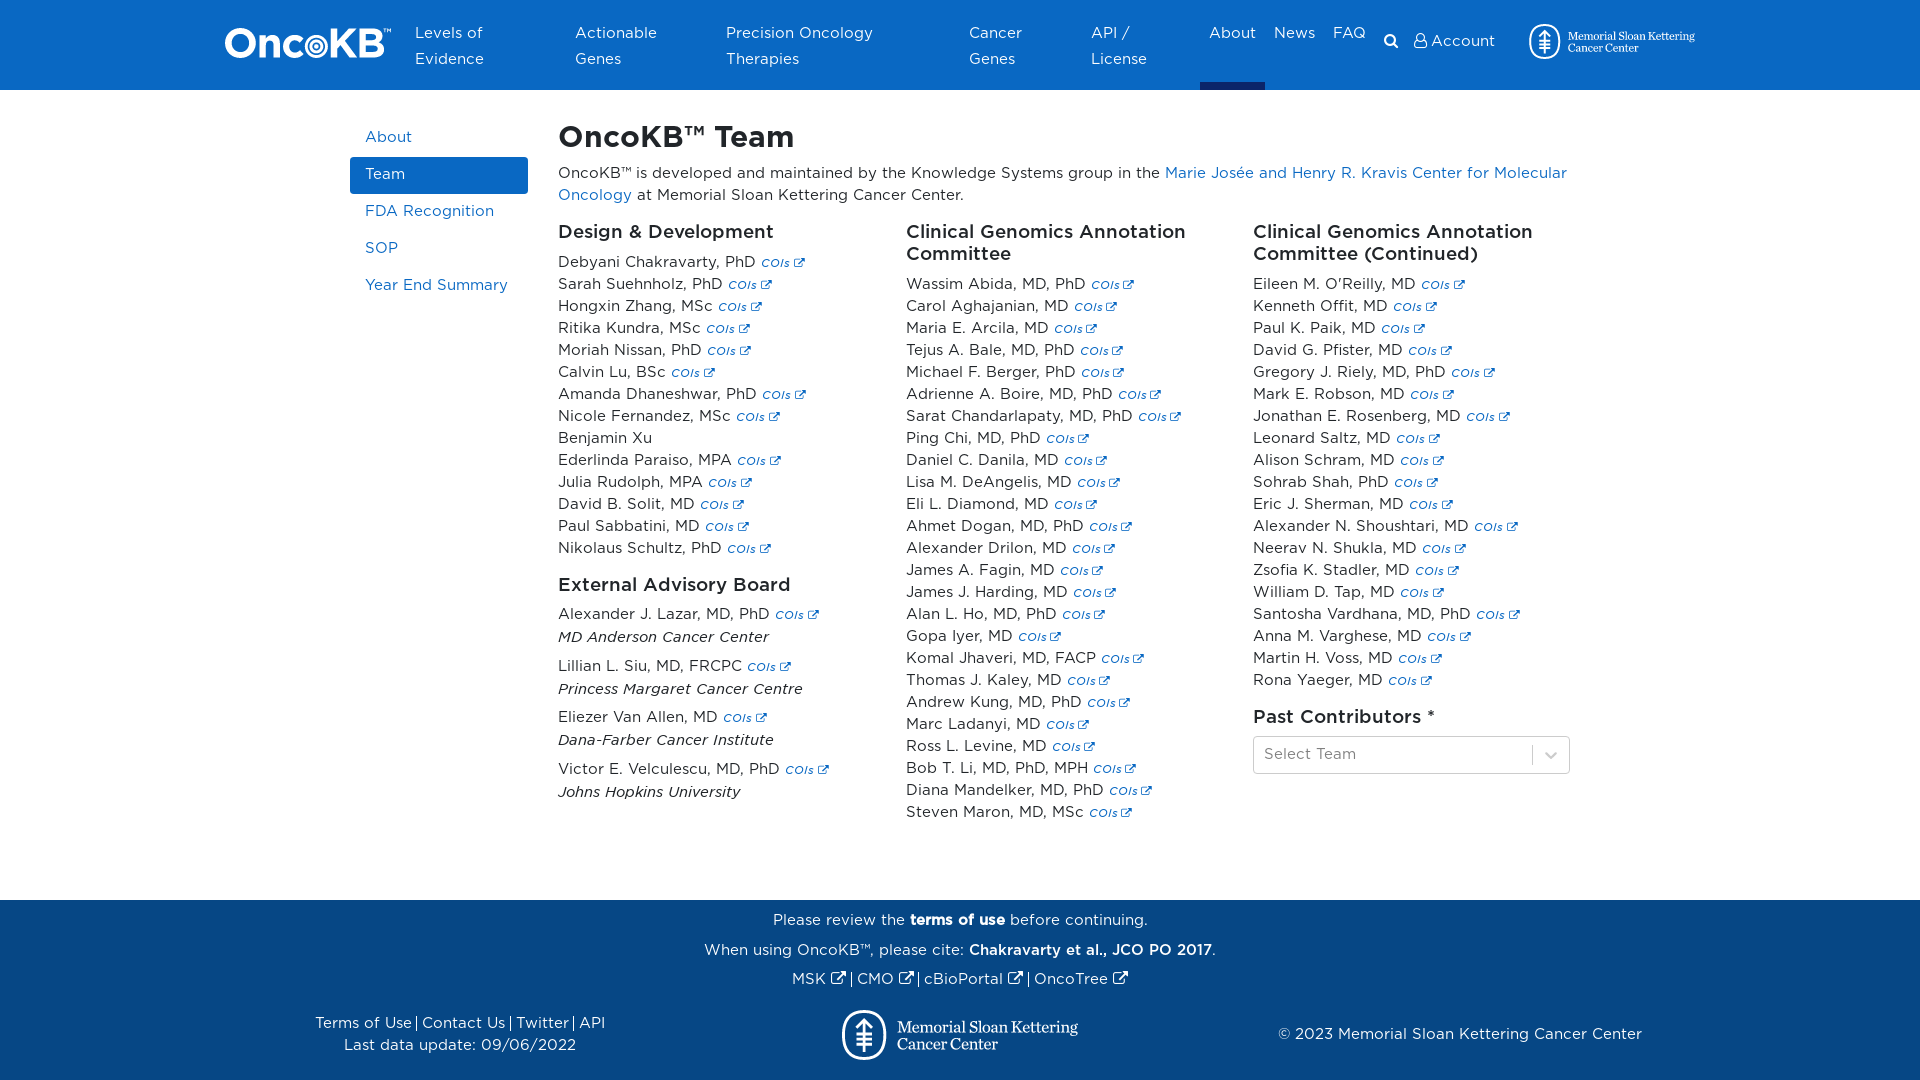 OncoKB™
Levels of
Evidence
Actionable
Genes
Precision Oncology
Therapies
Cancer
Genes
API /
License
About
News
FAQ
Account
Memorial Sloan Kettering
Cancer Center
About
Team
FDA Recognition
SOP
Year End Summary
OncoKB™ Team
OncoKB™ is developed and maintained by the Knowledge Systems group in the Marie Josée and Henry R. Kravis Center for Molecular
Oncology at Memorial Sloan Kettering Cancer Center.
Design & Development
Debyani Chakravarty, PhD COIs
Sarah Suehnholz, PhD COIs
Hongxin Zhang, MSc COIs
Ritika Kundra, MSc COIs
Moriah Nissan, PhD COIs
Calvin Lu, BSc COIs
Amanda Dhaneshwar, PhD COIs
Nicole Fernandez, MSc COIs
Benjamin Xu
Ederlinda Paraiso, MPA COIs
Julia Rudolph, MPA COIs
David B. Solit, MD COIs
Paul Sabbatini, MD COIs
Nikolaus Schultz, PhD COIs
External Advisory Board
Alexander J. Lazar, MD, PhD COIs
MD Anderson Cancer Center
Lillian L. Siu, MD, FRCPC COIs
Princess Margaret Cancer Centre
Eliezer Van Allen, MD COIs
Dana-Farber Cancer Institute
Victor E. Velculescu, MD, PhD COIs
Johns Hopkins University
Clinical Genomics Annotation
Committee
Wassim Abida, MD, PhD COIs
Carol Aghajanian, MD COIs
Maria E. Arcila, MD COIs
Tejus A. Bale, MD, PhD COIs
Michael F. Berger, PhD COIs
Adrienne A. Boire, MD, PhD COIs
Sarat Chandarlapaty, MD, PhD COIs
Ping Chi, MD, PhD COIs
Daniel C. Danila, MD COIs
Lisa M. DeAngelis, MD COIs
Eli L. Diamond, MD COIs
Ahmet Dogan, MD, PhD COIs
Alexander Drilon, MD COIs
James A. Fagin, MD COIs
James J. Harding, MD COIs
Alan L. Ho, MD, PhD COIs
Gopa Iyer, MD COIs
Komal Jhaveri, MD, FACP COIs
Thomas J. Kaley, MD COIs
Andrew Kung, MD, PhD COIs
Marc Ladanyi, MD COIs
Ross L. Levine, MD COIs
Bob T. Li, MD, PhD, MPH COIs
Diana Mandelker, MD, PhD COIs
Steven Maron, MD, MSc COIs
Clinical Genomics Annotation
Committee (Continued)
Eileen M. O'Reilly, MD COIs
Kenneth Offit, MD COIs
Paul K. Paik, MD COIs
David G. Pfister, MD COIs
Gregory J. Riely, MD, PhD COIs
Mark E. Robson, MD COIs
Jonathan E. Rosenberg, MD COIs
Leonard Saltz, MD COIs
Alison Schram, MD COIs
Sohrab Shah, PhD COIs
Eric J. Sherman, MD COIs
Alexander N. Shoushtari, MD COIs
Neerav N. Shukla, MD COIs
Zsofia K. Stadler, MD COIs
William D. Tap, MD COIs
Santosha Vardhana, MD, PhD COIs
Anna M. Varghese, MD COIs
Martin H. Voss, MD COIs
Rona Yaeger, MD COIs
Past Contributors *
Select Team
Please review the terms of use before continuing.
When using OncoKB™, please cite: Chakravarty et al., JCO PO 2017.
MSK | CMO | cBioPortal | OncoTree
Terms of Use | Contact Us | Twitter | API
Last data update: 09/06/2022
Memorial Sloan Kettering
Cancer Center
© 2023 Memorial Sloan Kettering Cancer Center